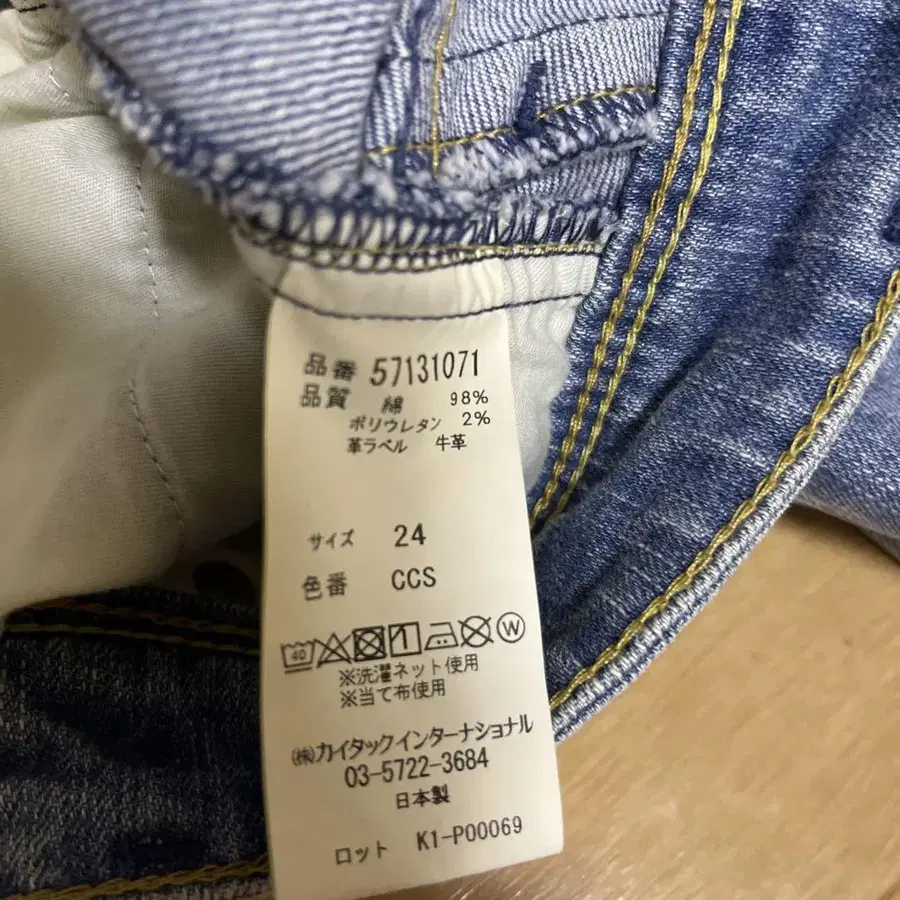 品番 57131071
品質 綿 98%
ポリウレタン 2%
革ラベル 牛革
サイズ 24
色番 CCS
40 1 W
※洗濯ネット使用
※当て布使用
㈱カイタックインターナショナル
03-5722-3684
日本製
ロット K1-P00069